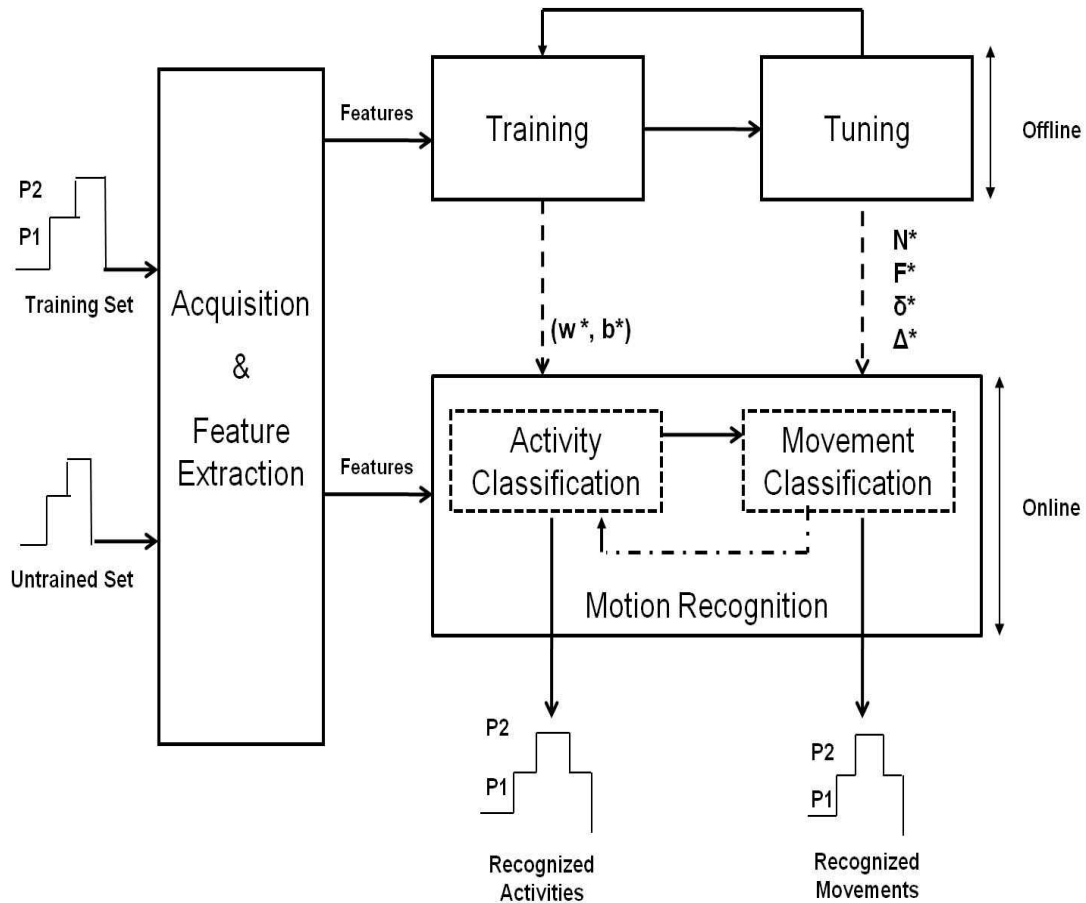 Features
Training
Tuning
Offline
P2
P1
Training Set
Acquisition
&
Feature
Extraction
(w*, b*)
N*
F*
δ*
Δ*
Features
Activity
Classification
Movement
Classification
Online
Untrained Set
Motion Recognition
P2
P1
Recognized
Activities
P2
P1
Recognized
Movements